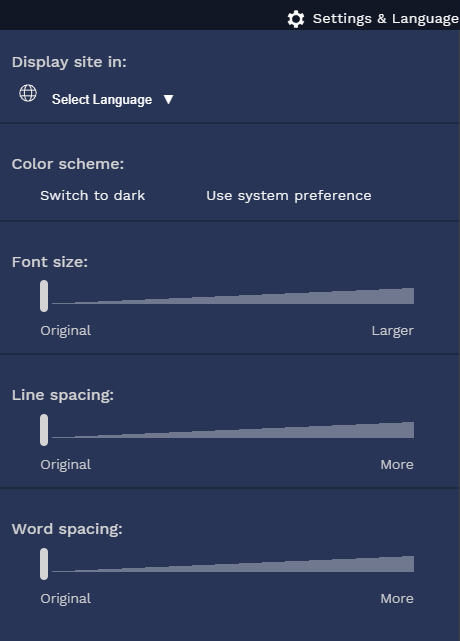 Settings & Language
Display site in:
Select Language ▼
Color scheme:
Switch to dark Use system preference
Font size:
Original Larger
Line spacing:
Original More
Word spacing:
Original More